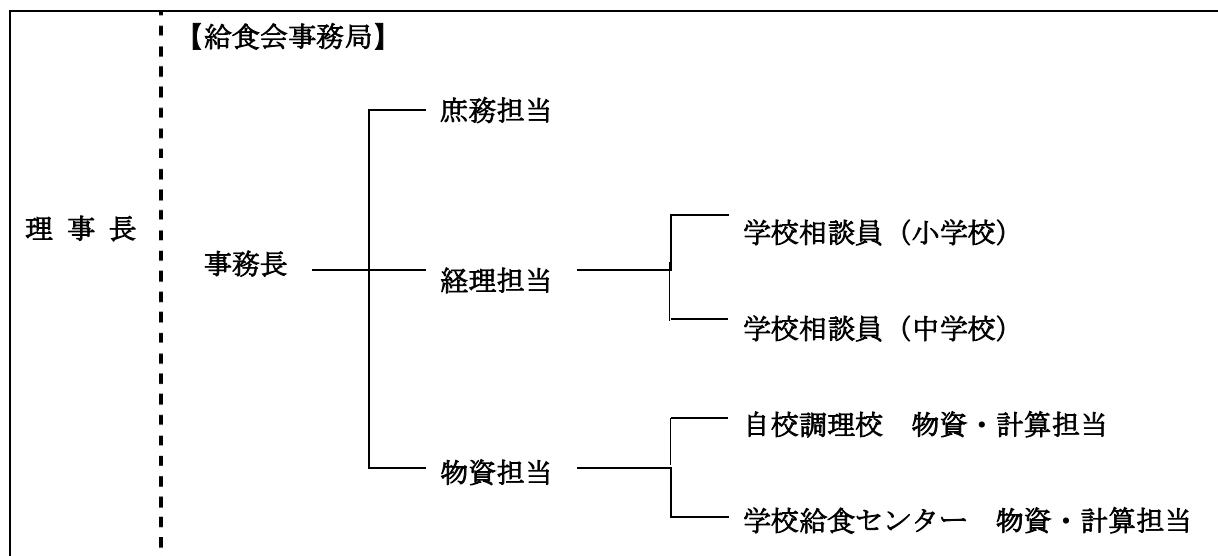 【給食会事務局】
理 事 長
事務長
庶務担当
経理担当
学校相談員（小学校）
学校相談員（中学校）
物資担当
自校調理校　物資・計算担当
学校給食センター　物資・計算担当